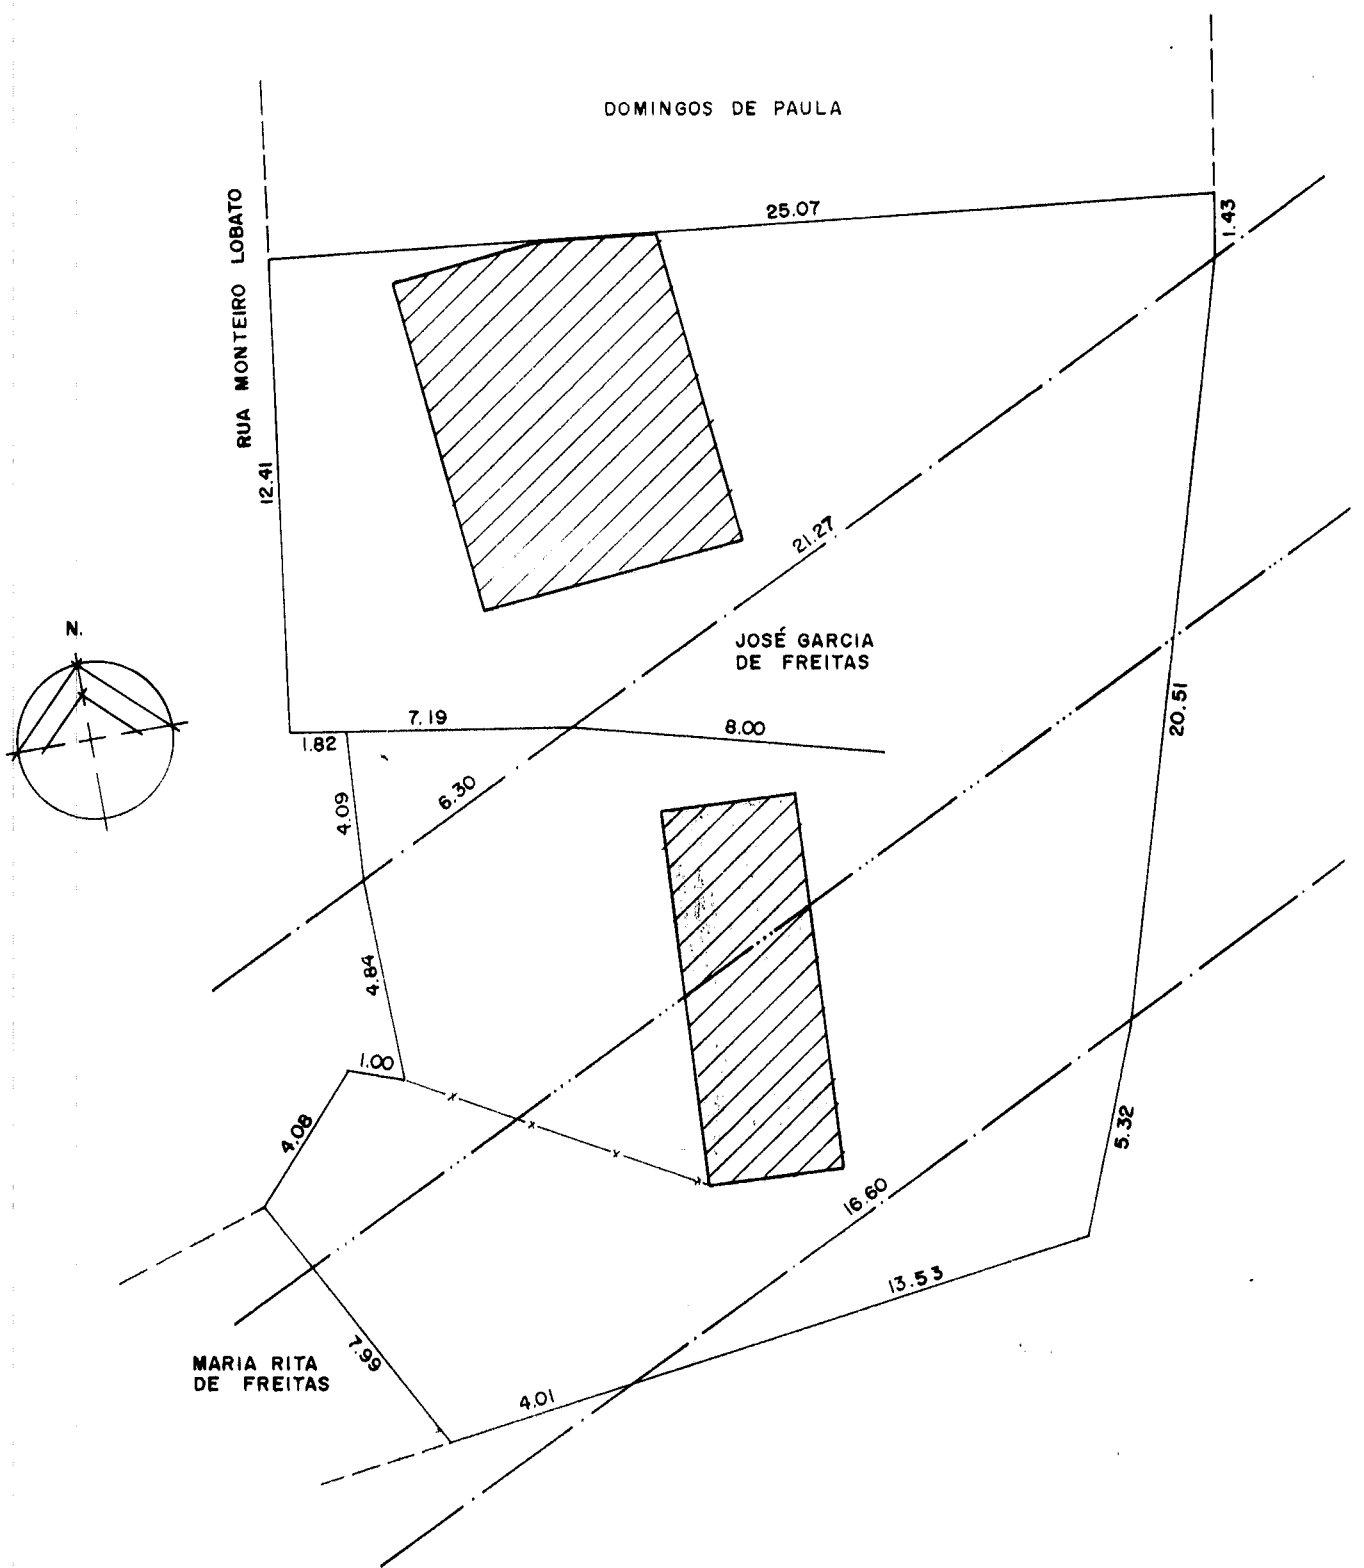 DOMINGOS DE PAULA
25.07
1.43
RUA MONTEIRO LOBATO
12.41
21.27
N.
JOSÉ GARCIA
DE FREITAS
20.51
7.19
8.00
1.82
6.30
4.09
4.84
1.00
4.08
5.32
16.60
13.53
7.99
MARIA RITA
DE FREITAS
4.01